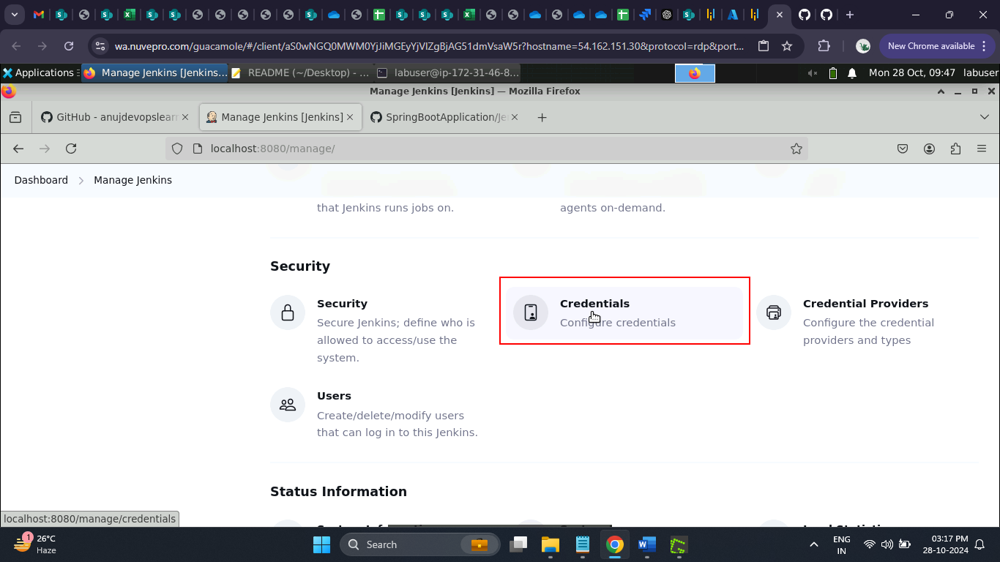 wa.nuvepro.com/guacamole/#/client/aS0wNGQ0MWM0YjJiMGEyYjVlZgBjAG51dmVsaW5r?hostname=54.162.151.30&protocol=rdp&port...
New Chrome available
Applications
Manage Jenkins [Jenkins...
README (~/Desktop) - ...
labuser@ip-172-31-46-8...
Mon 28 Oct, 09:47
labuser
Manage Jenkins [Jenkins] — Mozilla Firefox
GitHub - anujdevopslearn
Manage Jenkins [Jenkins]
SpringBootApplication/Je
localhost:8080/manage/
Dashboard
Manage Jenkins
that Jenkins runs jobs on.
agents on-demand.
Security
Security
Secure Jenkins; define who is
allowed to access/use the
system.
Credentials
Configure credentials
Credential Providers
Configure the credential
providers and types
Users
Create/delete/modify users
that can log in to this Jenkins.
Status Information
localhost:8080/manage/credentials
1
26°C
Haze
Search
ENG
IN
03:17 PM
28-10-2024